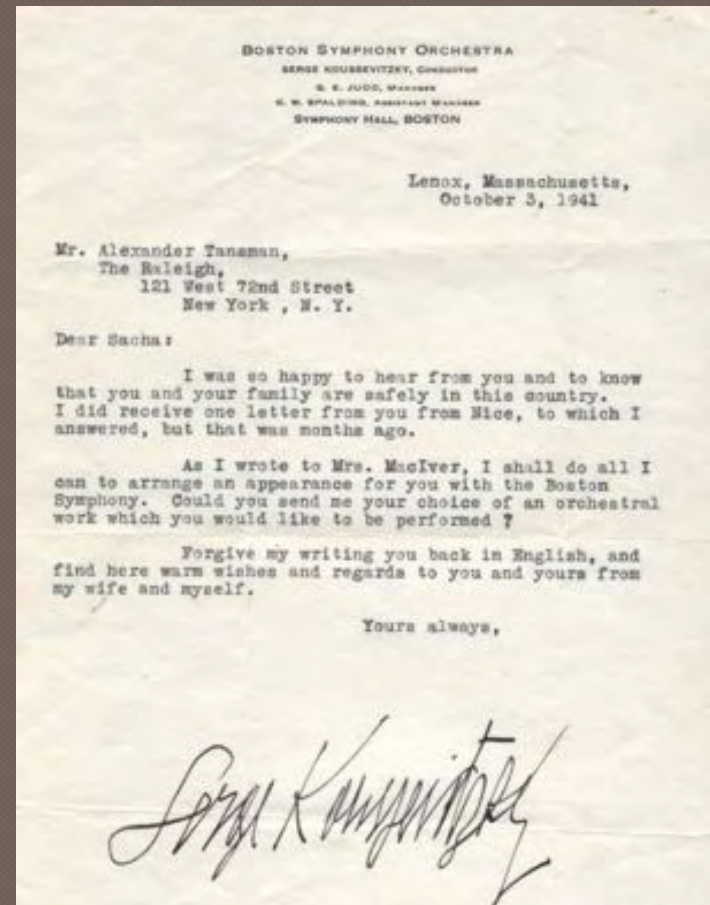 BOSTON SYMPHONY ORCHESTRA
SERGE KOUSSEVITZKY, CONDUCTOR
G. E. JUDD, MANAGER
C. W. SPALDING, ASSISTANT MANAGER
SYMPHONY HALL, BOSTON
Lenox, Massachusetts,
October 3, 1941
Mr. Alexander Tansman,
The Raleigh,
121 West 72nd Street
New York , N. Y.
Dear Sacha:
I was so happy to hear from you and to know
that you and your family are safely in this country.
I did receive one letter from you from Nice, to which I
answered, but that was months ago.
As I wrote to Mrs. MacIver, I shall do all I
can to arrange an appearance for you with the Boston
Symphony. Could you send me your choice of an orchestral
work which you would like to be performed ?
Forgive my writing you back in English, and
find here warm wishes and regards to you and yours from
my wife and myself.
Yours always,
Serge Koussevitzky